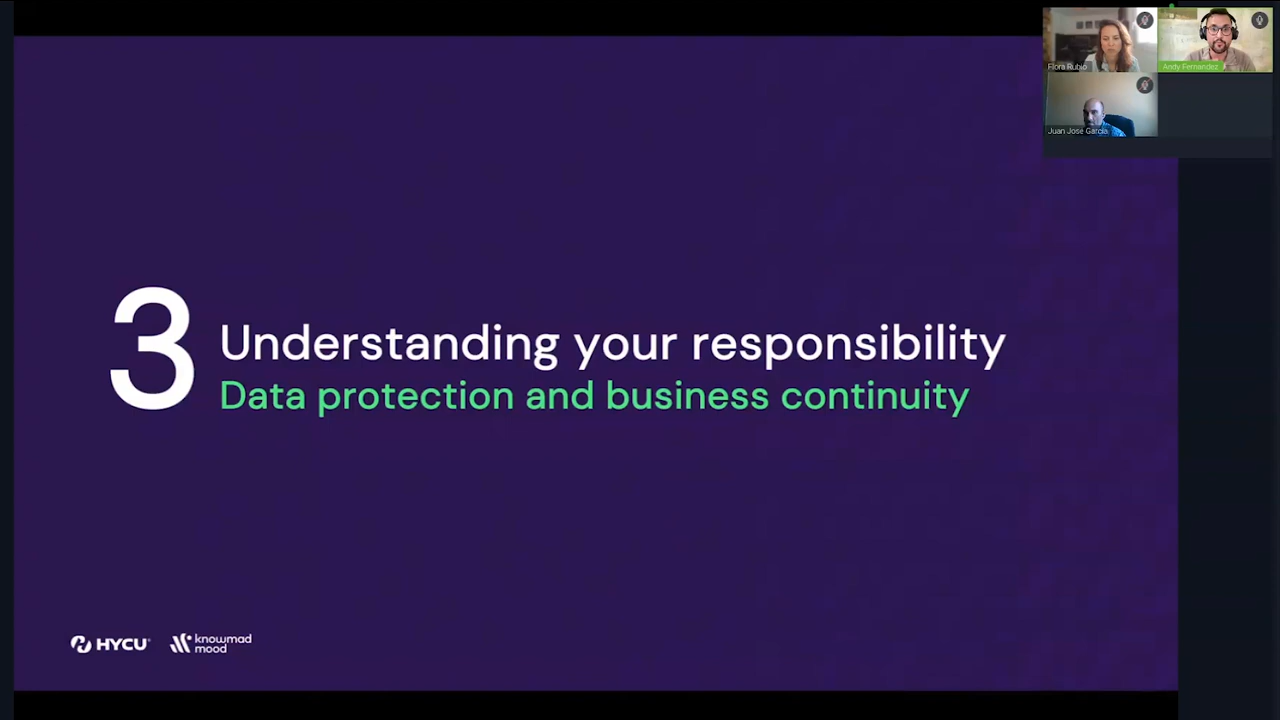 Flora Rubio
Andy Fernandez
Juan Jose Garcia
3
Understanding your responsibility
Data protection and business continuity
HYCU
knowmad
mood